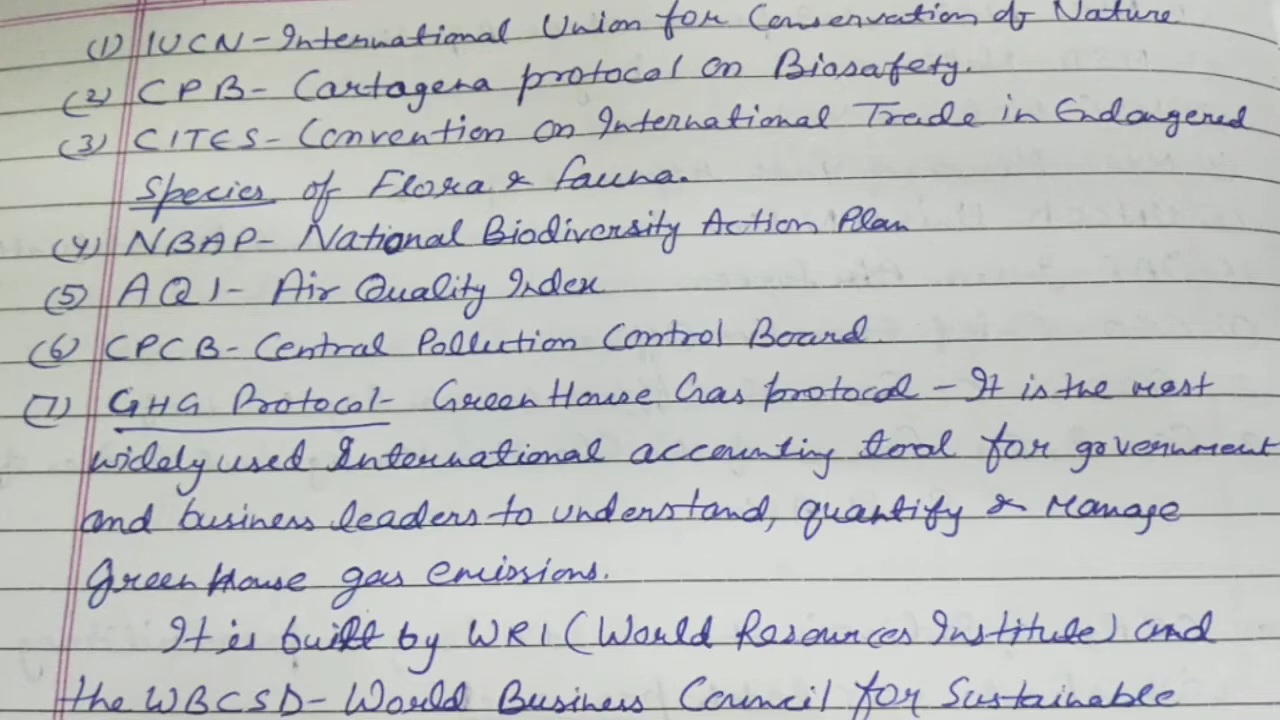 (1) IUCN - International Union for Conservation of Nature
(2) CPB - Cartagena protocal on Biosafety.
(3) CITES - Convention on International Trade in Endangered
Species of Flora & fauna.
(4) NBAP - National Biodiversity Action Plan
(5) AQI - Air Quality Index
(6) CPCB - Central Pollution Control Board.
(7) GHG Protocol - Green House Gas protocol - It is the most
widely used International accounting tool for government
and business leaders to understand, quantify & Manage
Green House gas emissions.
It is built by WRI (World Resources Institute) and
the WBCSD - World Business Council for Sustainable